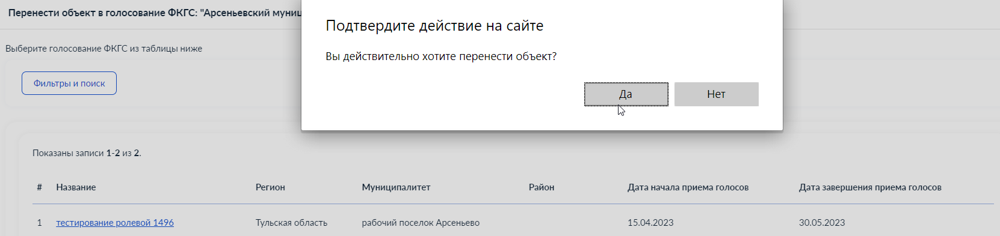 Перенести объект в голосование ФКГС: "Арсеньевский муниц
Подтвердите действие на сайте
Вы действительно хотите перенести объект?
Да Нет
Выберите голосование ФКГС из таблицы ниже
Фильтры и поиск
Показаны записи 1-2 из 2.
# Название Регион Муниципалитет Район Дата начала приема голосов Дата завершения приема голосов
1 тестирование ролевой 1496 Тульская область рабочий поселок Арсеньево 15.04.2023 30.05.2023